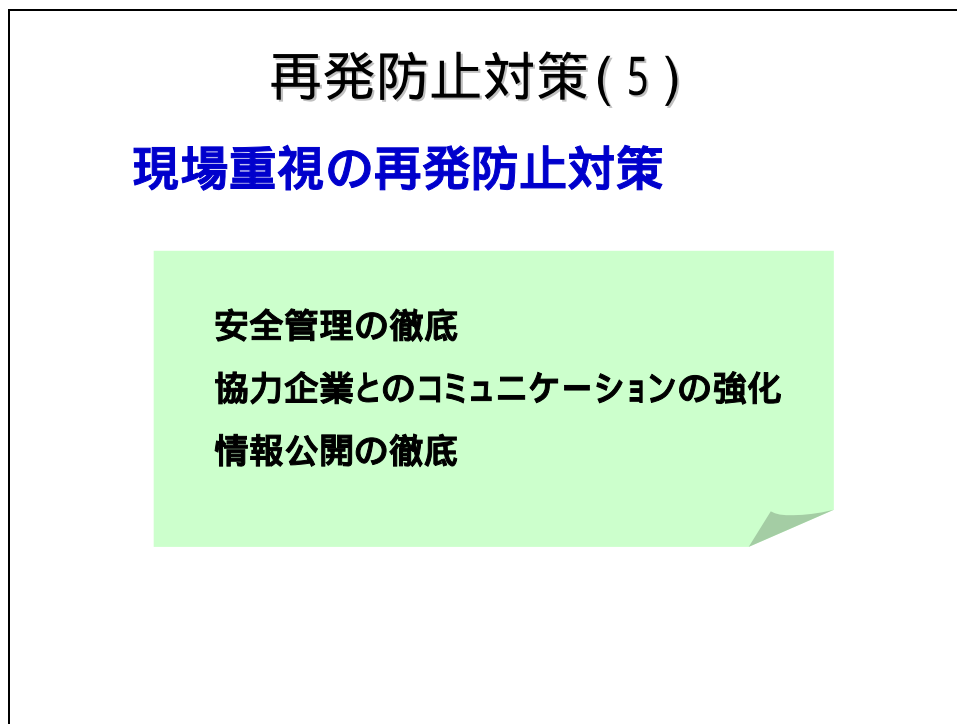 再発防止対策(5)
現場重視の再発防止対策
安全管理の徹底
協力企業とのコミュニケーションの強化
情報公開の徹底